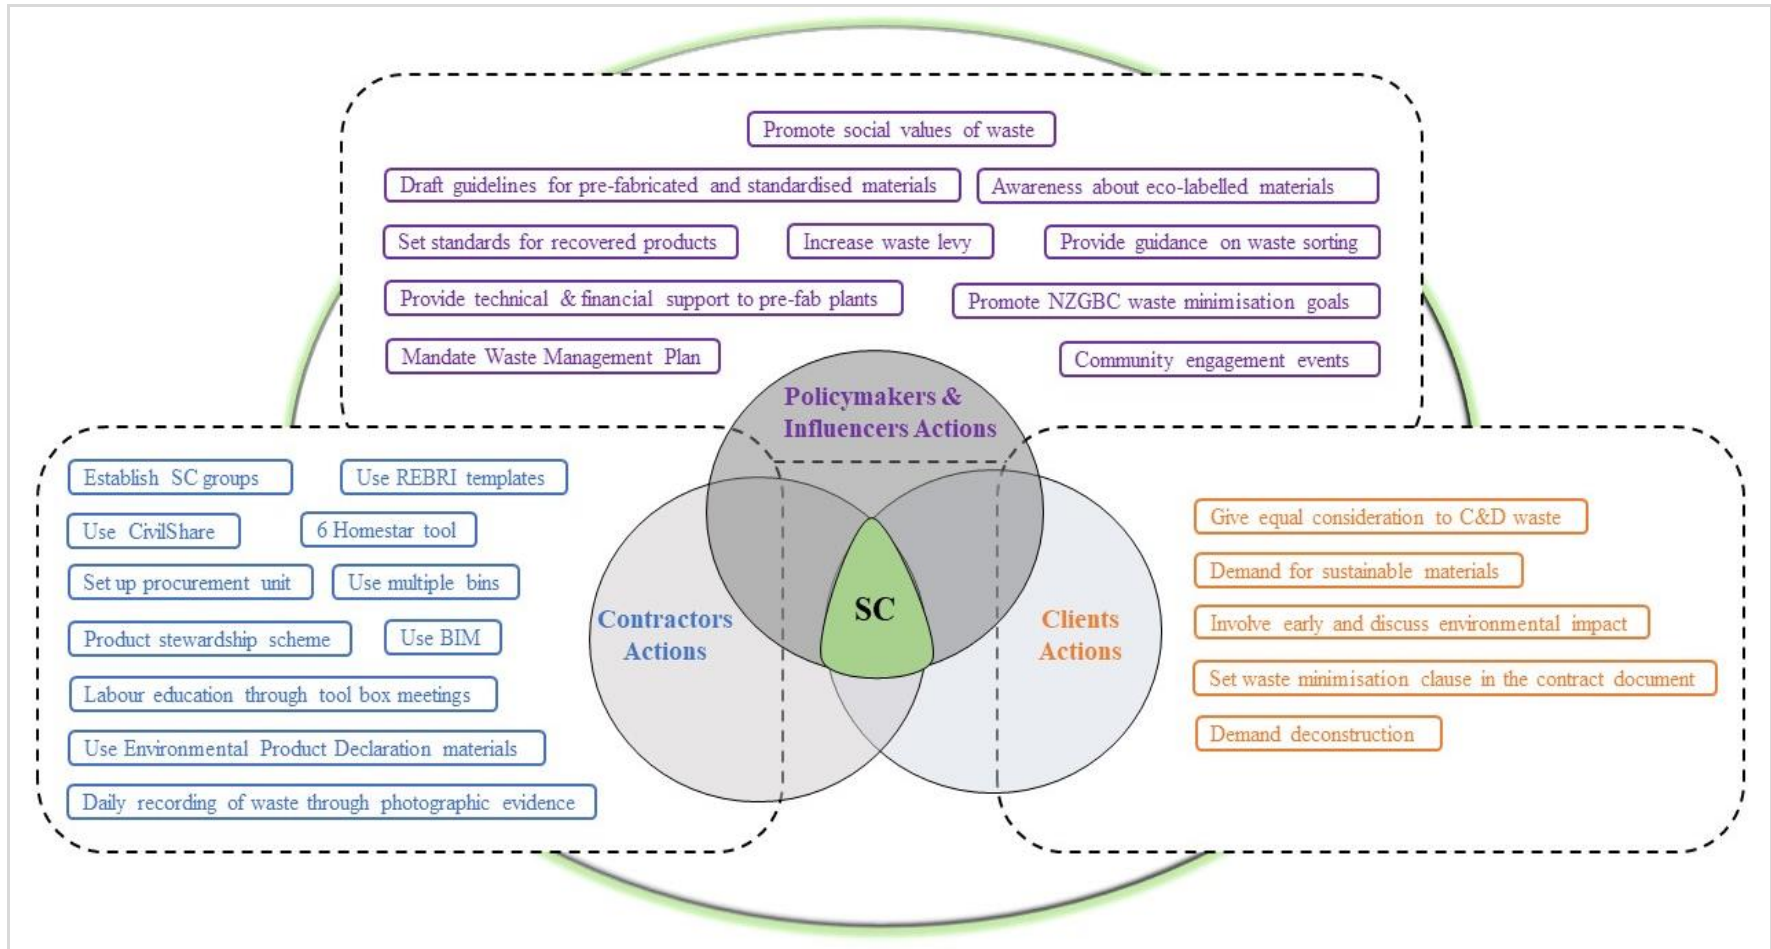 Promote social values of waste
Draft guidelines for pre-fabricated and standardised materials
Awareness about eco-labelled materials
Set standards for recovered products
Increase waste levy
Provide guidance on waste sorting
Provide technical & financial support to pre-fab plants
Promote NZGBC waste minimisation goals
Mandate Waste Management Plan
Community engagement events
Policymakers &
Influencers Actions
Establish SC groups
Use REBRI templates
Use CivilShare
6 Homestar tool
Set up procurement unit
Use multiple bins
Product stewardship scheme
Use BIM
Labour education through tool box meetings
Use Environmental Product Declaration materials
Daily recording of waste through photographic evidence
Contractors
Actions
SC
Clients
Actions
Give equal consideration to C&D waste
Demand for sustainable materials
Involve early and discuss environmental impact
Set waste minimisation clause in the contract document
Demand deconstruction